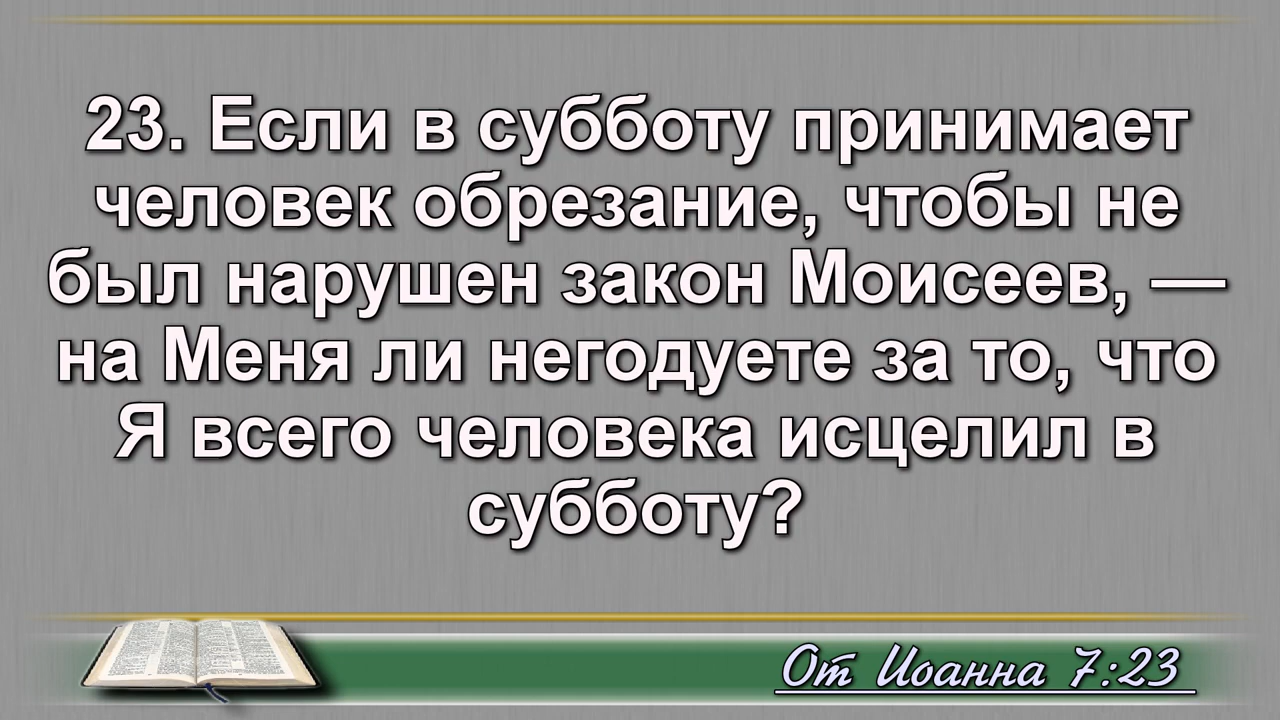 23. Если в субботу принимает
человек обрезание, чтобы не
был нарушен закон Моисеев, —
на Меня ли негодуете за то, что
Я всего человека исцелил в
субботу?
От Иоанна 7:23